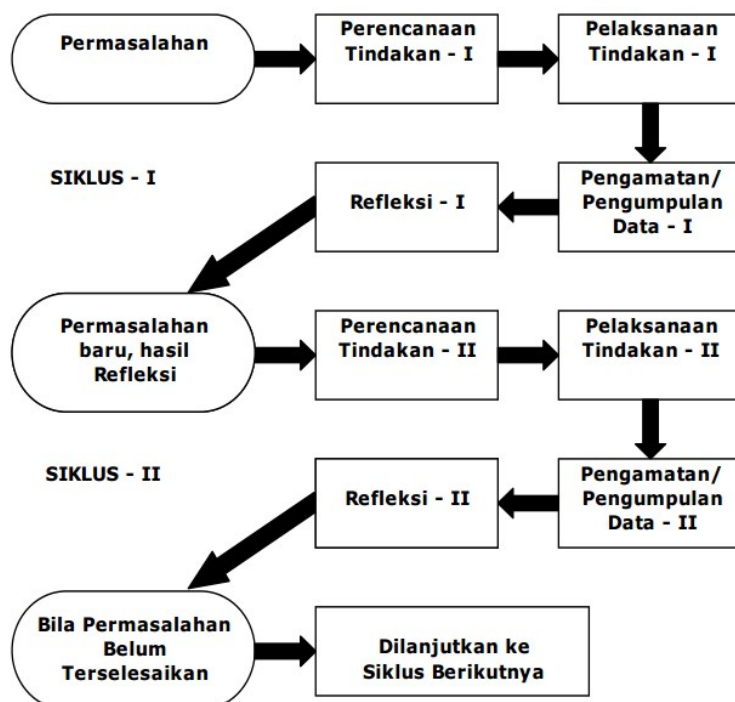 Permasalahan
Perencanaan
Tindakan - I
Pelaksanaan
Tindakan - I
SIKLUS - I
Refleksi - I
Pengamatan/
Pengumpulan
Data - I
Permasalahan
baru, hasil
Refleksi
Perencanaan
Tindakan - II
Pelaksanaan
Tindakan - II
SIKLUS - II
Refleksi - II
Pengamatan/
Pengumpulan
Data - II
Bila Permasalahan
Belum
Terselesaikan
Dilanjutkan ke
Siklus Berikutnya